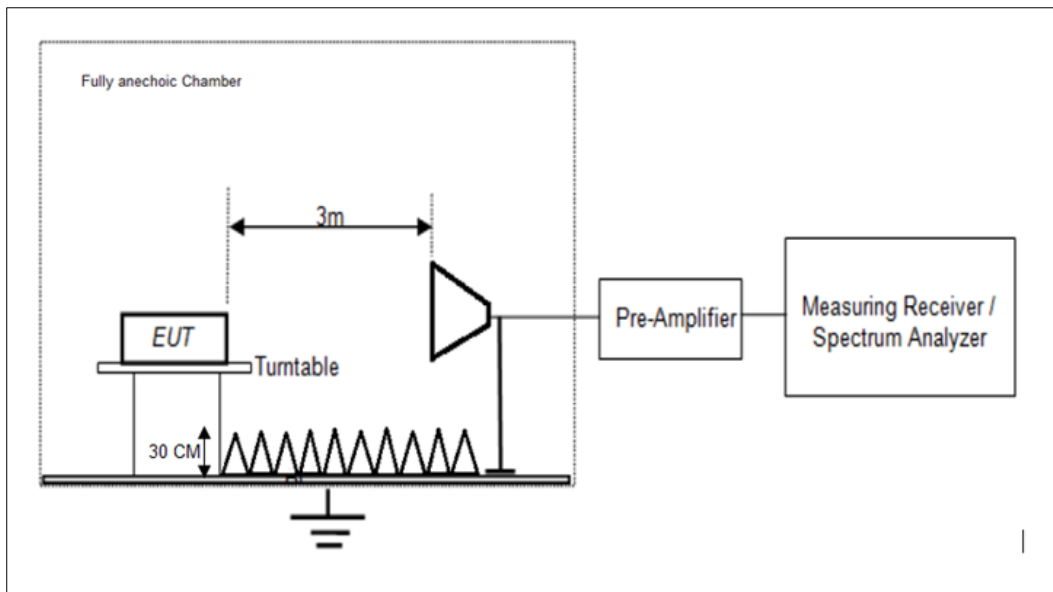 Fully anechoic Chamber
3m
EUT
Turntable
30 CM
Pre-Amplifier
Measuring Receiver /
Spectrum Analyzer